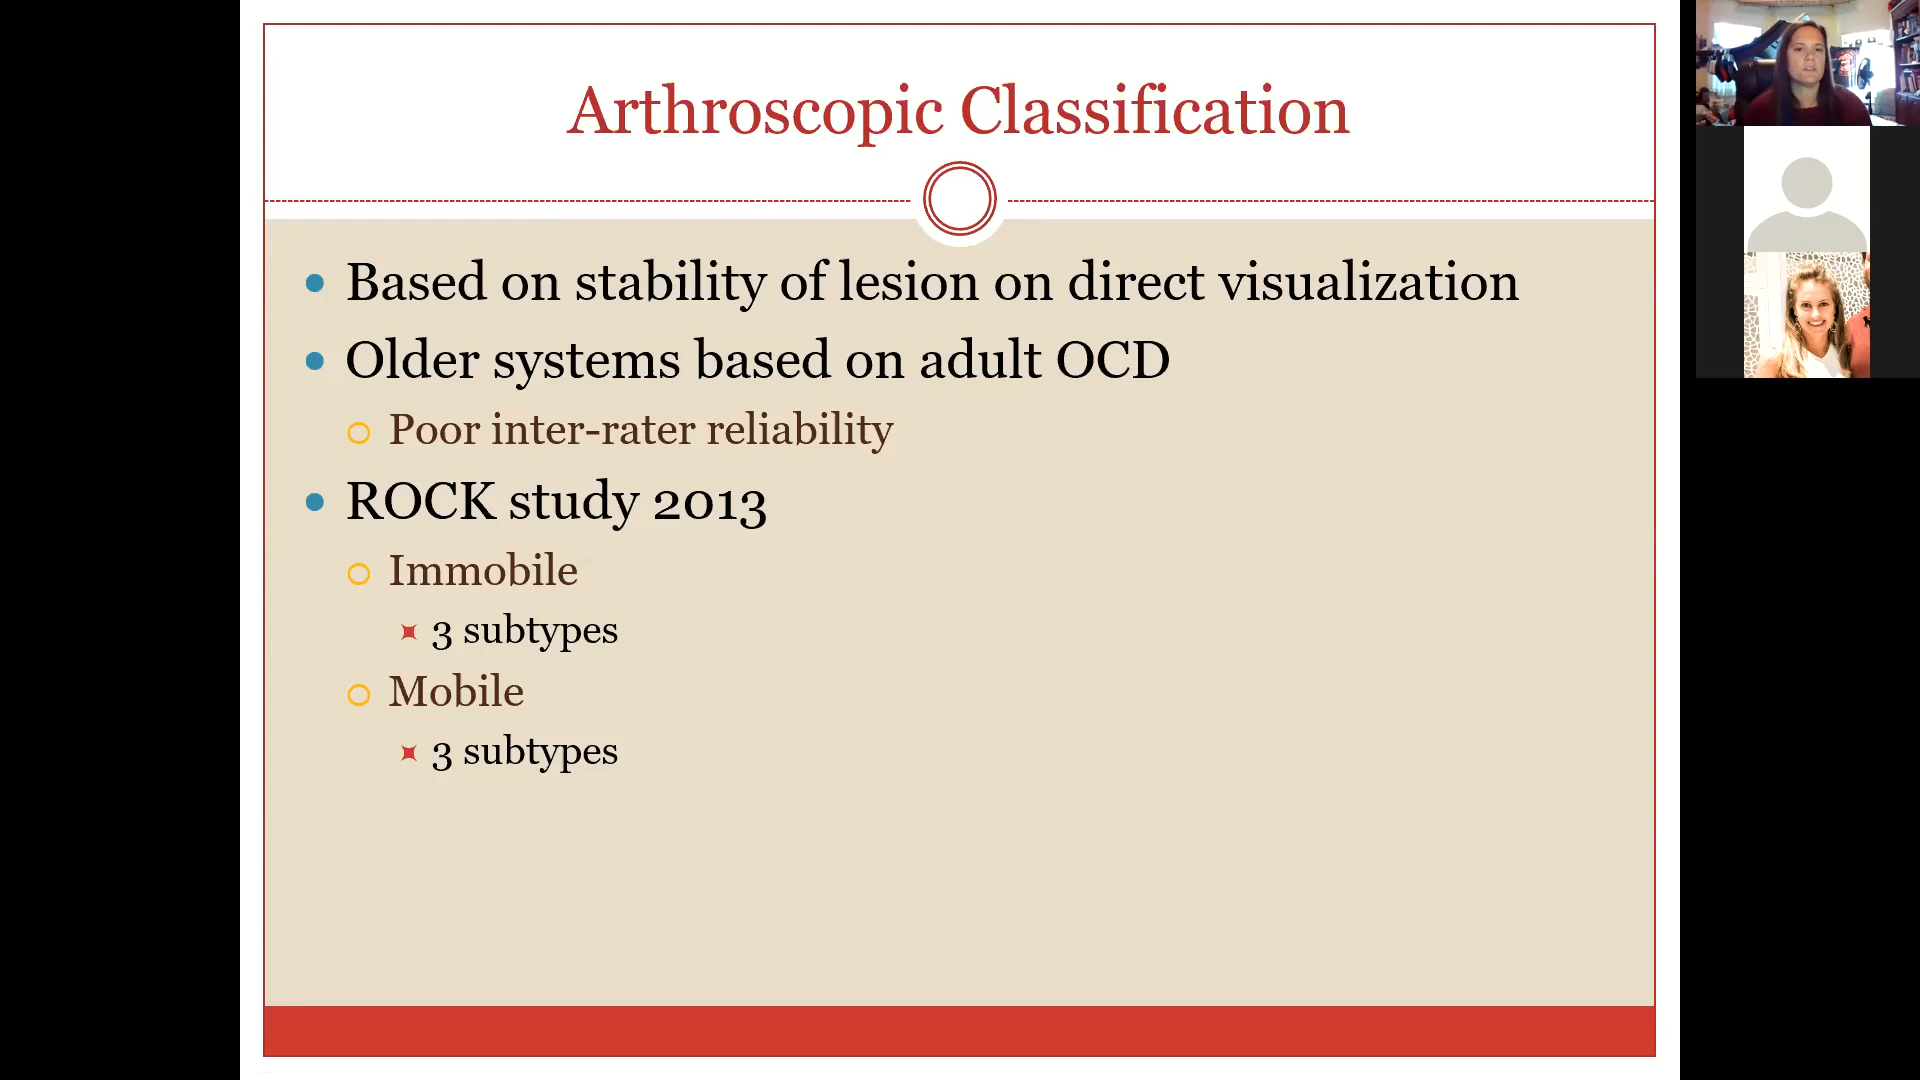 Arthroscopic Classification
Based on stability of lesion on direct visualization
Older systems based on adult OCD
Poor inter-rater reliability
ROCK study 2013
Immobile
3 subtypes
Mobile
3 subtypes